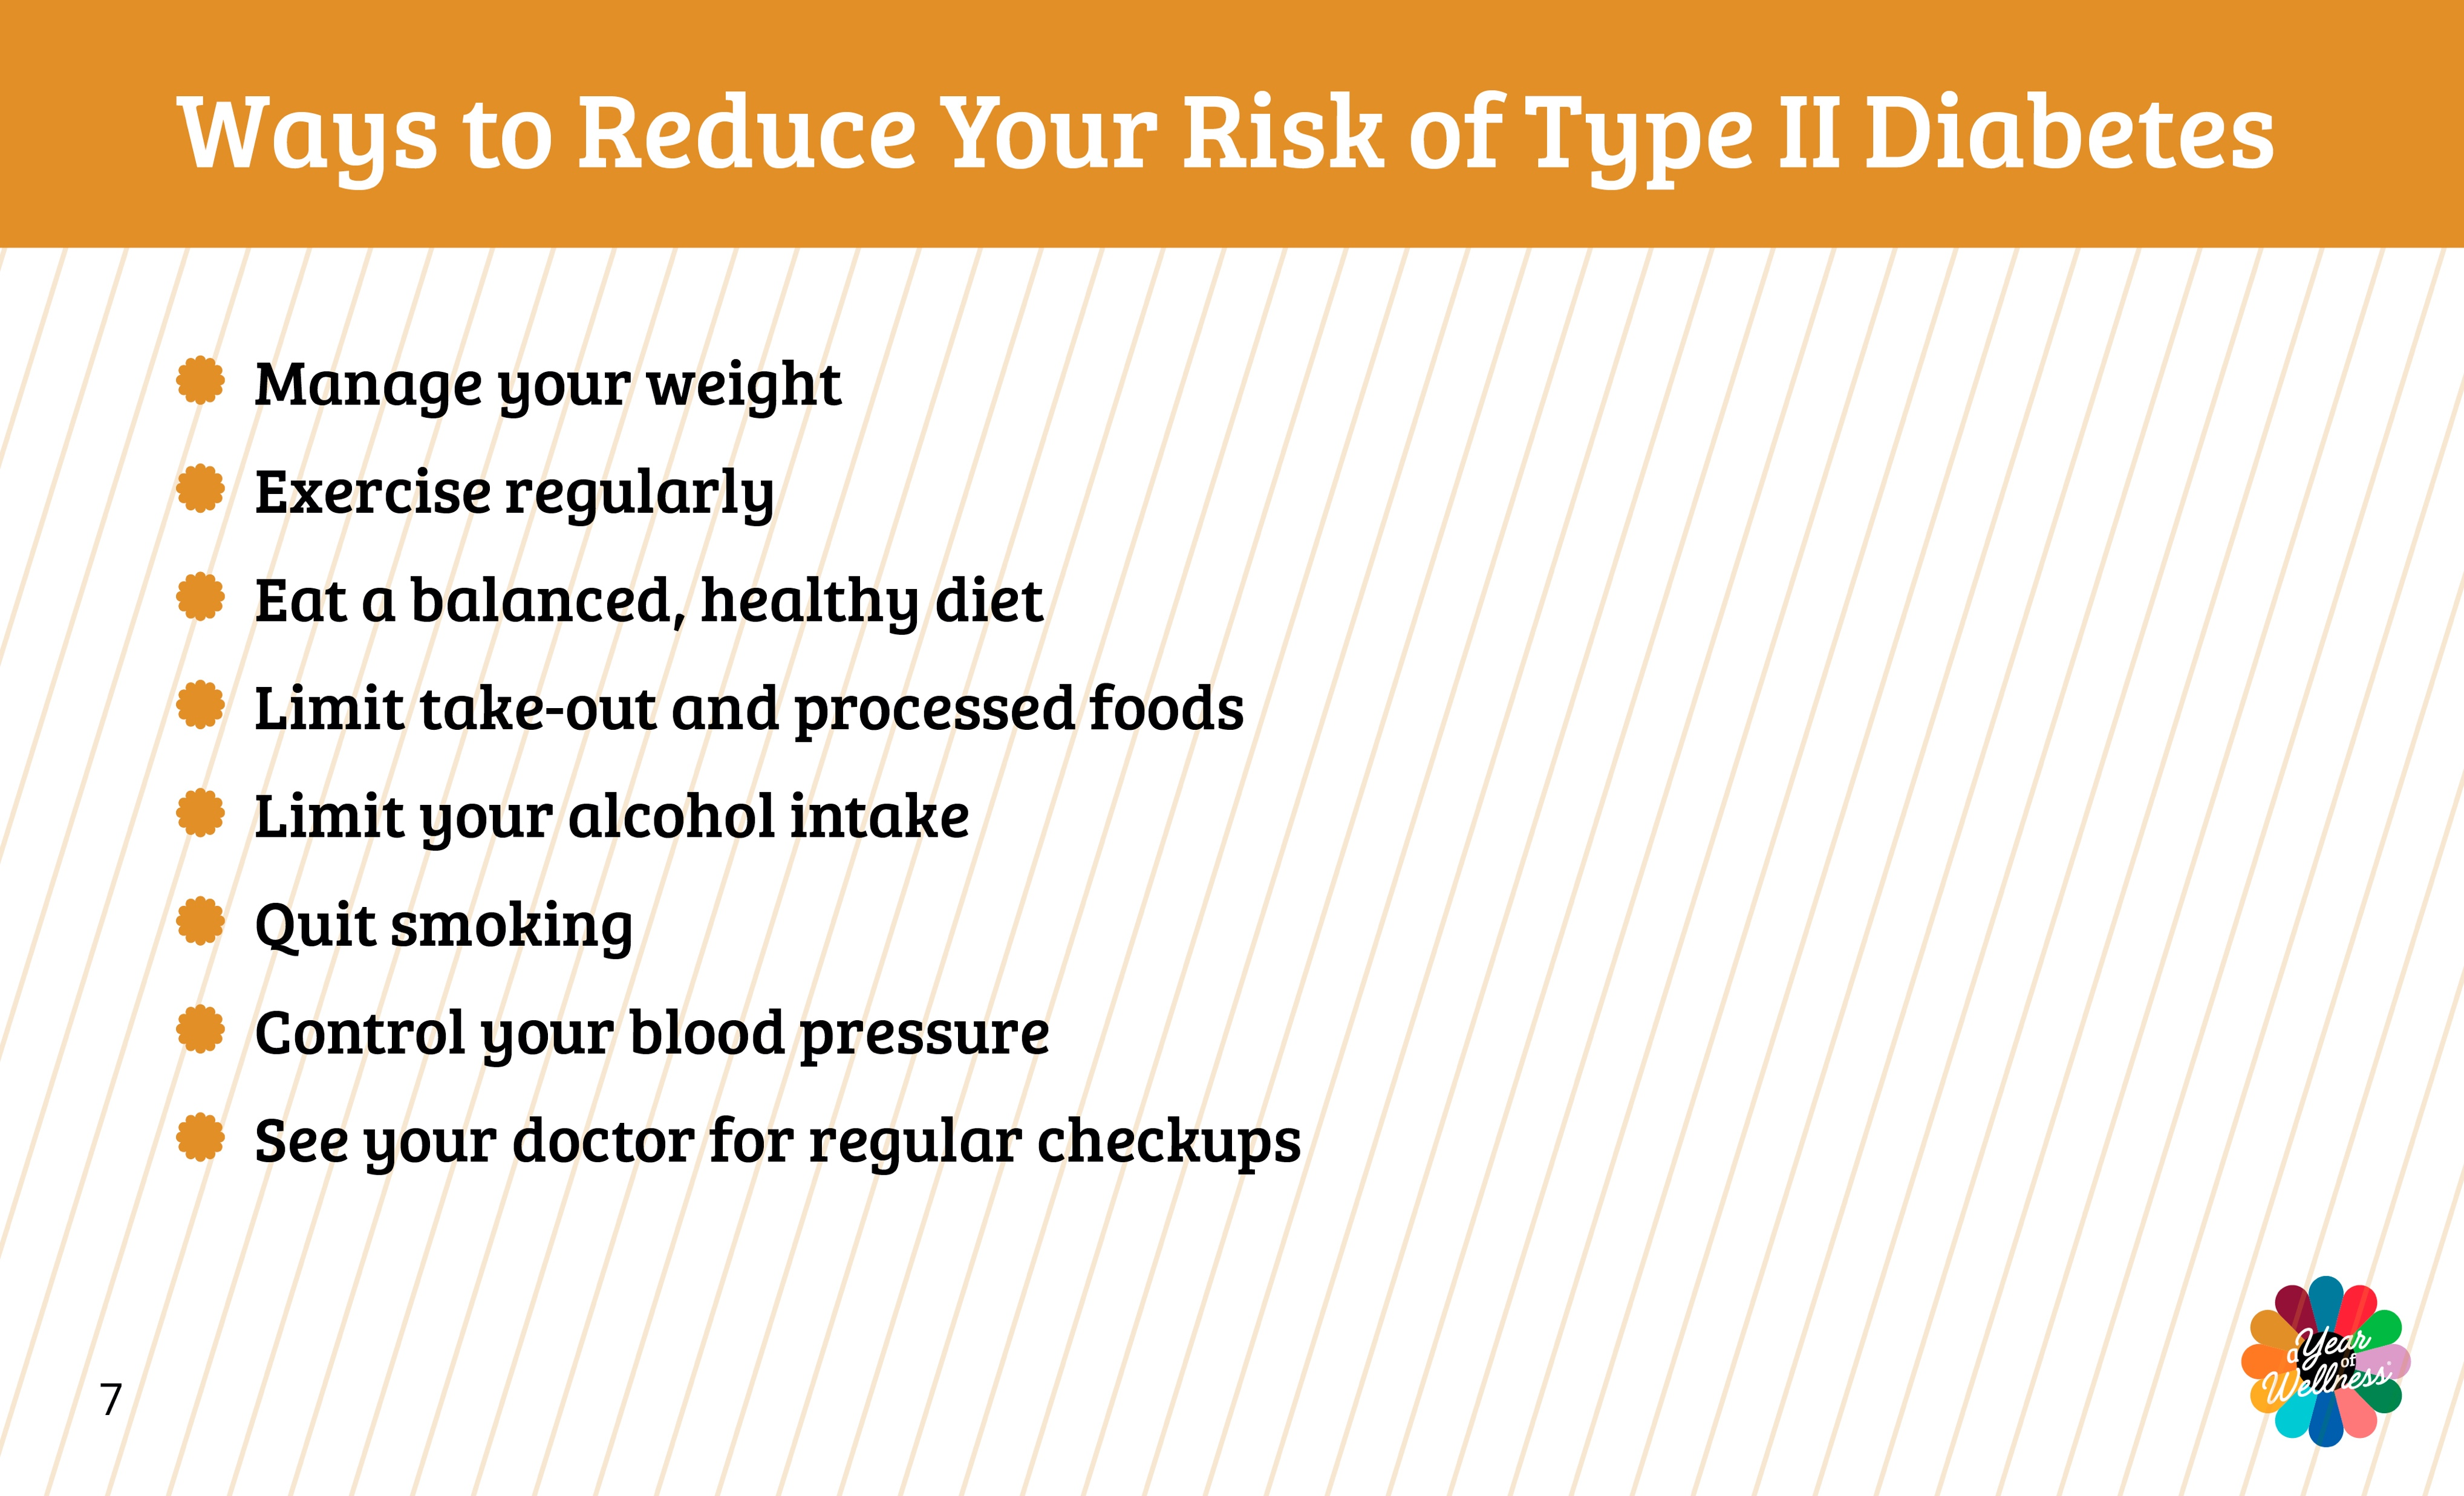 Ways to Reduce Your Risk of Type II Diabetes
Manage your weight
Exercise regularly
Eat a balanced, healthy diet
Limit take-out and processed foods
Limit your alcohol intake
Quit smoking
Control your blood pressure
See your doctor for regular checkups
7
a Year
of
Wellness